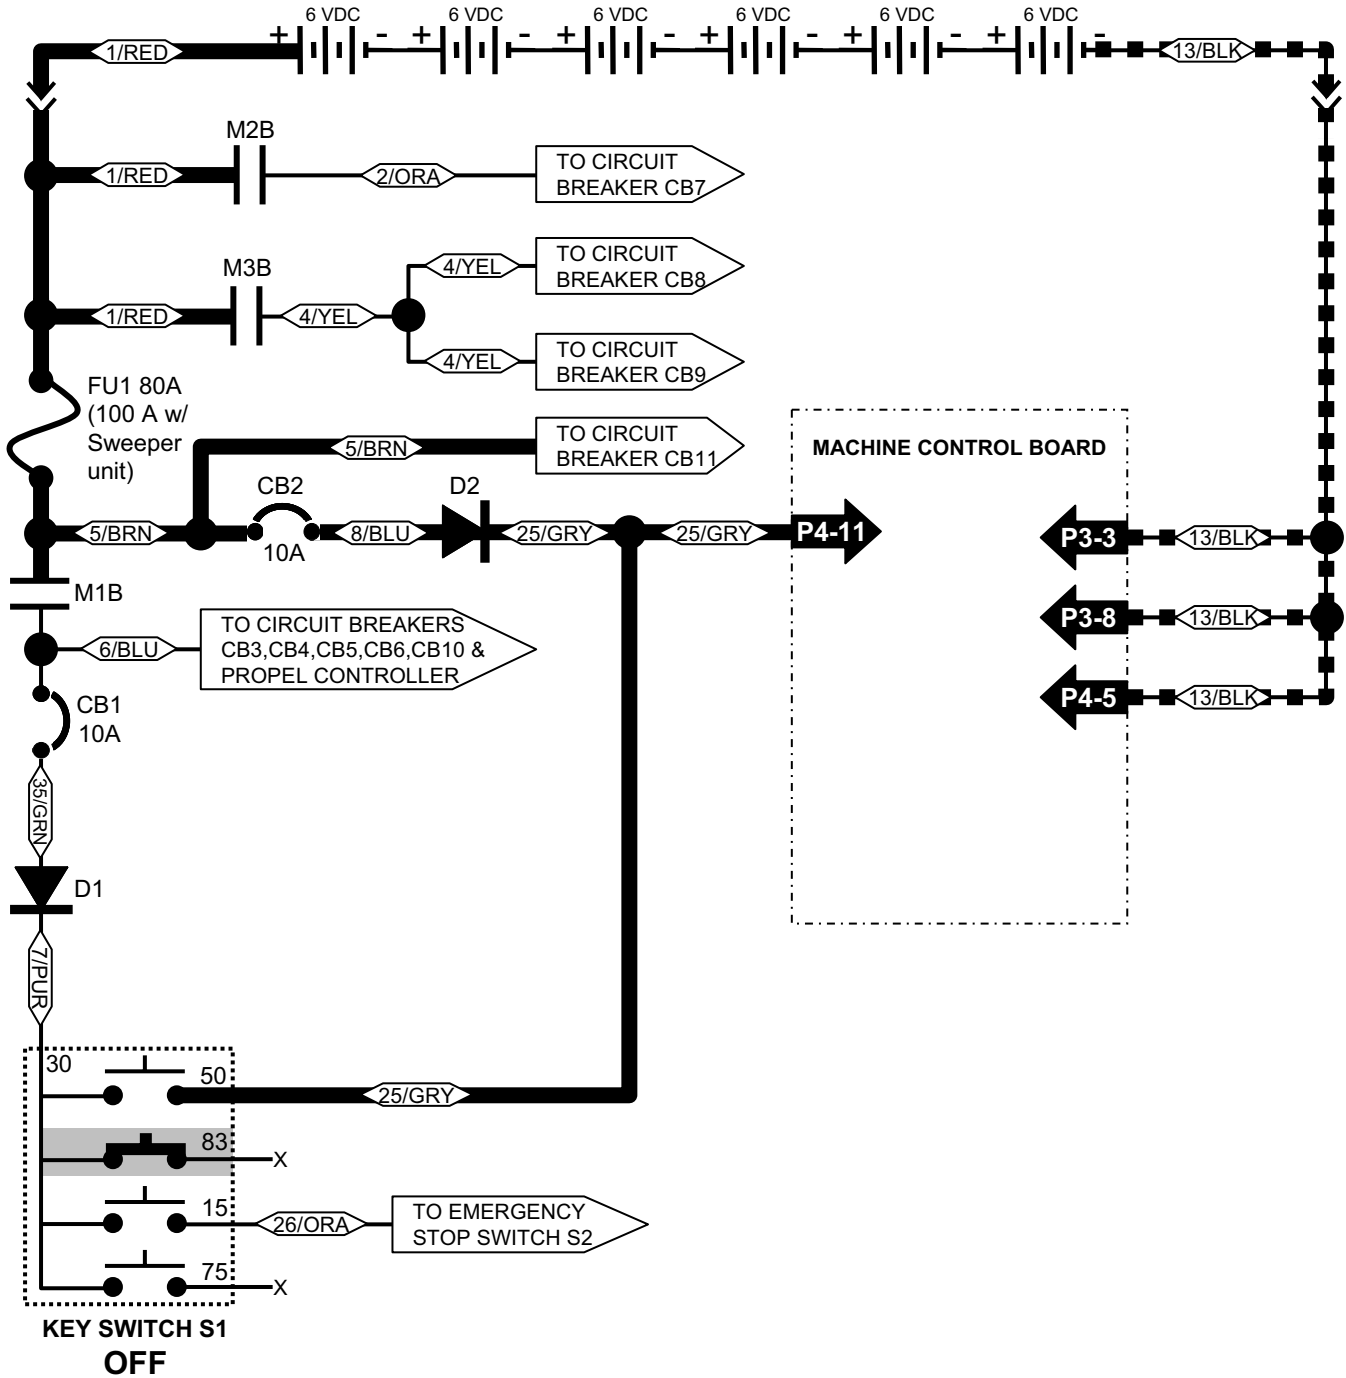 6 VDC 6 VDC 6 VDC 6 VDC 6 VDC 6 VDC
+ - + - + - + - + - + -
1/RED
13/BLK
M2B
1/RED
2/ORA
TO CIRCUIT
BREAKER CB7
M3B
1/RED
4/YEL
4/YEL
TO CIRCUIT
BREAKER CB8
4/YEL
TO CIRCUIT
BREAKER CB9
FU1 80A
(100 A w/
Sweeper
unit)
5/BRN
TO CIRCUIT
BREAKER CB11
MACHINE CONTROL BOARD
CB2
10A
D2
5/BRN
8/BLU
25/GRY
25/GRY
P4-11
P3-3
13/BLK
M1B
6/BLU
TO CIRCUIT BREAKERS
CB3,CB4,CB5,CB6,CB10 &
PROPEL CONTROLLER
P3-8
13/BLK
P4-5
13/BLK
CB1
10A
35/GRN
D1
7/PUR
30
50
25/GRY
83
X
15
26/ORA
TO EMERGENCY
STOP SWITCH S2
75
X
KEY SWITCH S1
OFF